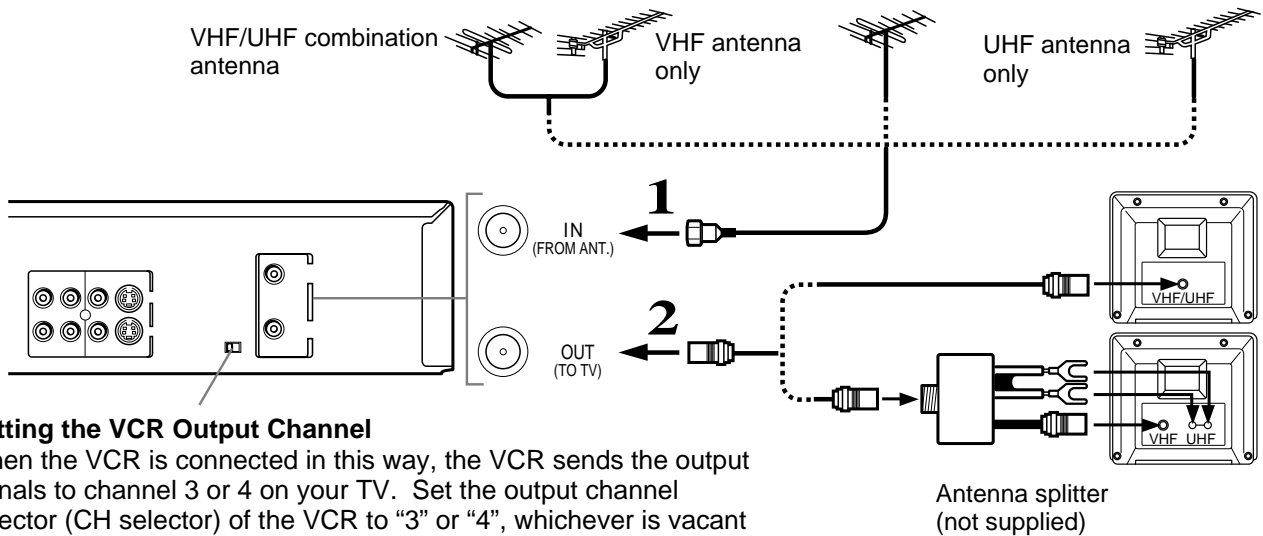 VHF/UHF combination
antenna
VHF antenna
only
UHF antenna
only
1
IN
(FROM ANT.)
VHF/UHF
2
OUT
(TO TV)
VHF UHF
tting the VCR Output Channel
hen the VCR is connected in this way, the VCR sends the output
nals to channel 3 or 4 on your TV. Set the output channel
ector (CH selector) of the VCR to “3” or “4”, whichever is vacant
Antenna splitter
(not supplied)